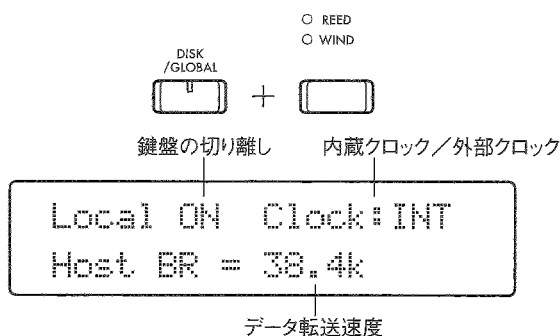 REED
WIND
DISK
/GLOBAL
+
鍵盤の切り離し 内蔵クロック／外部クロック
Local ON Clock:INT
Host BR = 38.4k
データ転送速度